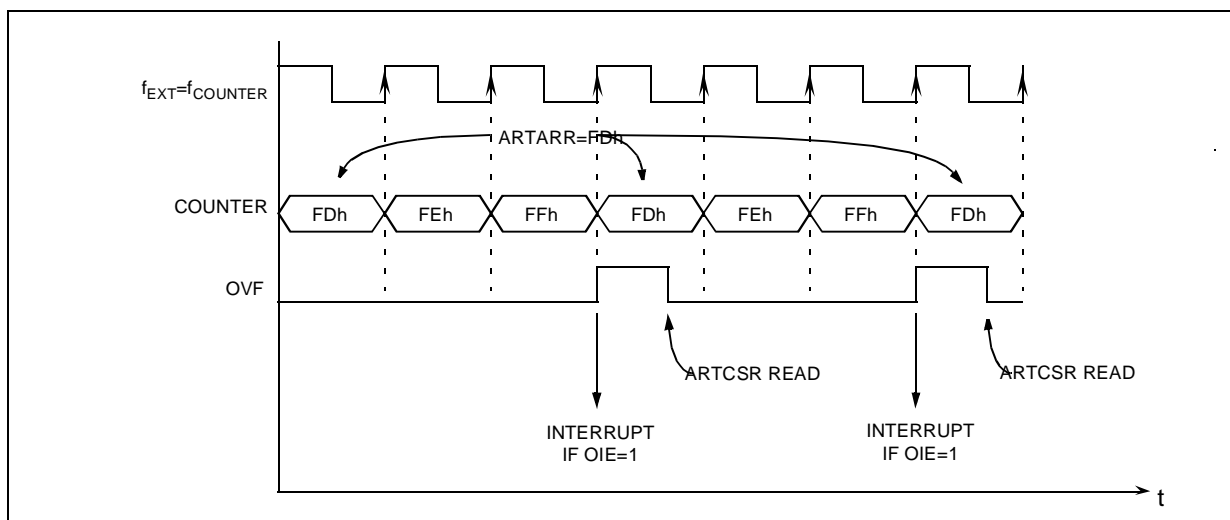 fEXT=fCOUNTER
ARTARR=FDh
COUNTER
FDh FEh FFh FDh FEh FFh FDh
OVF
ARTCSR READ
ARTCSR READ
INTERRUPT
IF OIE=1
INTERRUPT
IF OIE=1
t